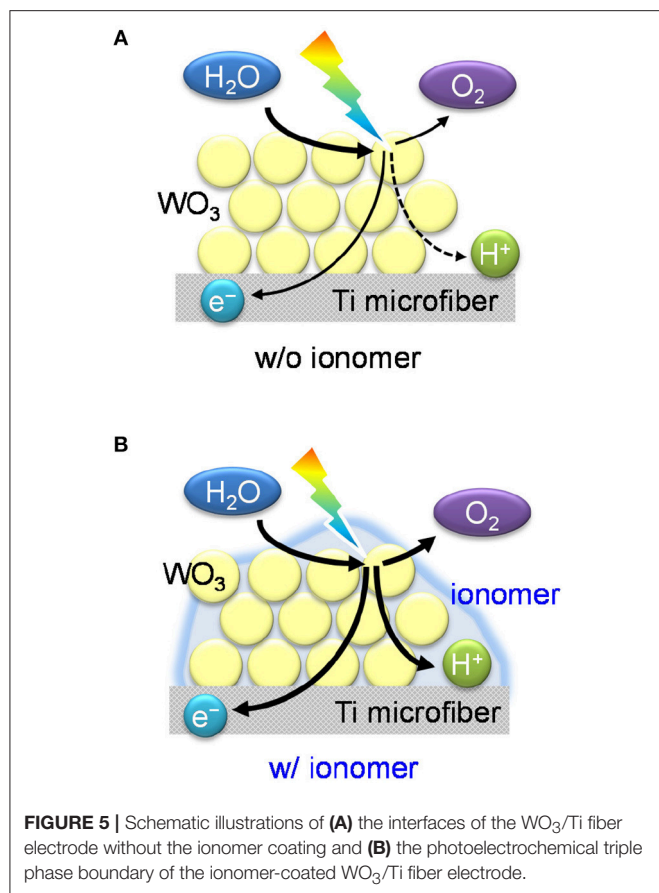 A
H₂O
O₂
WO₃
H⁺
e⁻
Ti microfiber
w/o ionomer
B
H₂O
O₂
WO₃
ionomer
H⁺
e⁻
Ti microfiber
w/ ionomer
FIGURE 5 | Schematic illustrations of (A) the interfaces of the WO₃/Ti fiber
electrode without the ionomer coating and (B) the photoelectrochemical triple
phase boundary of the ionomer-coated WO₃/Ti fiber electrode.